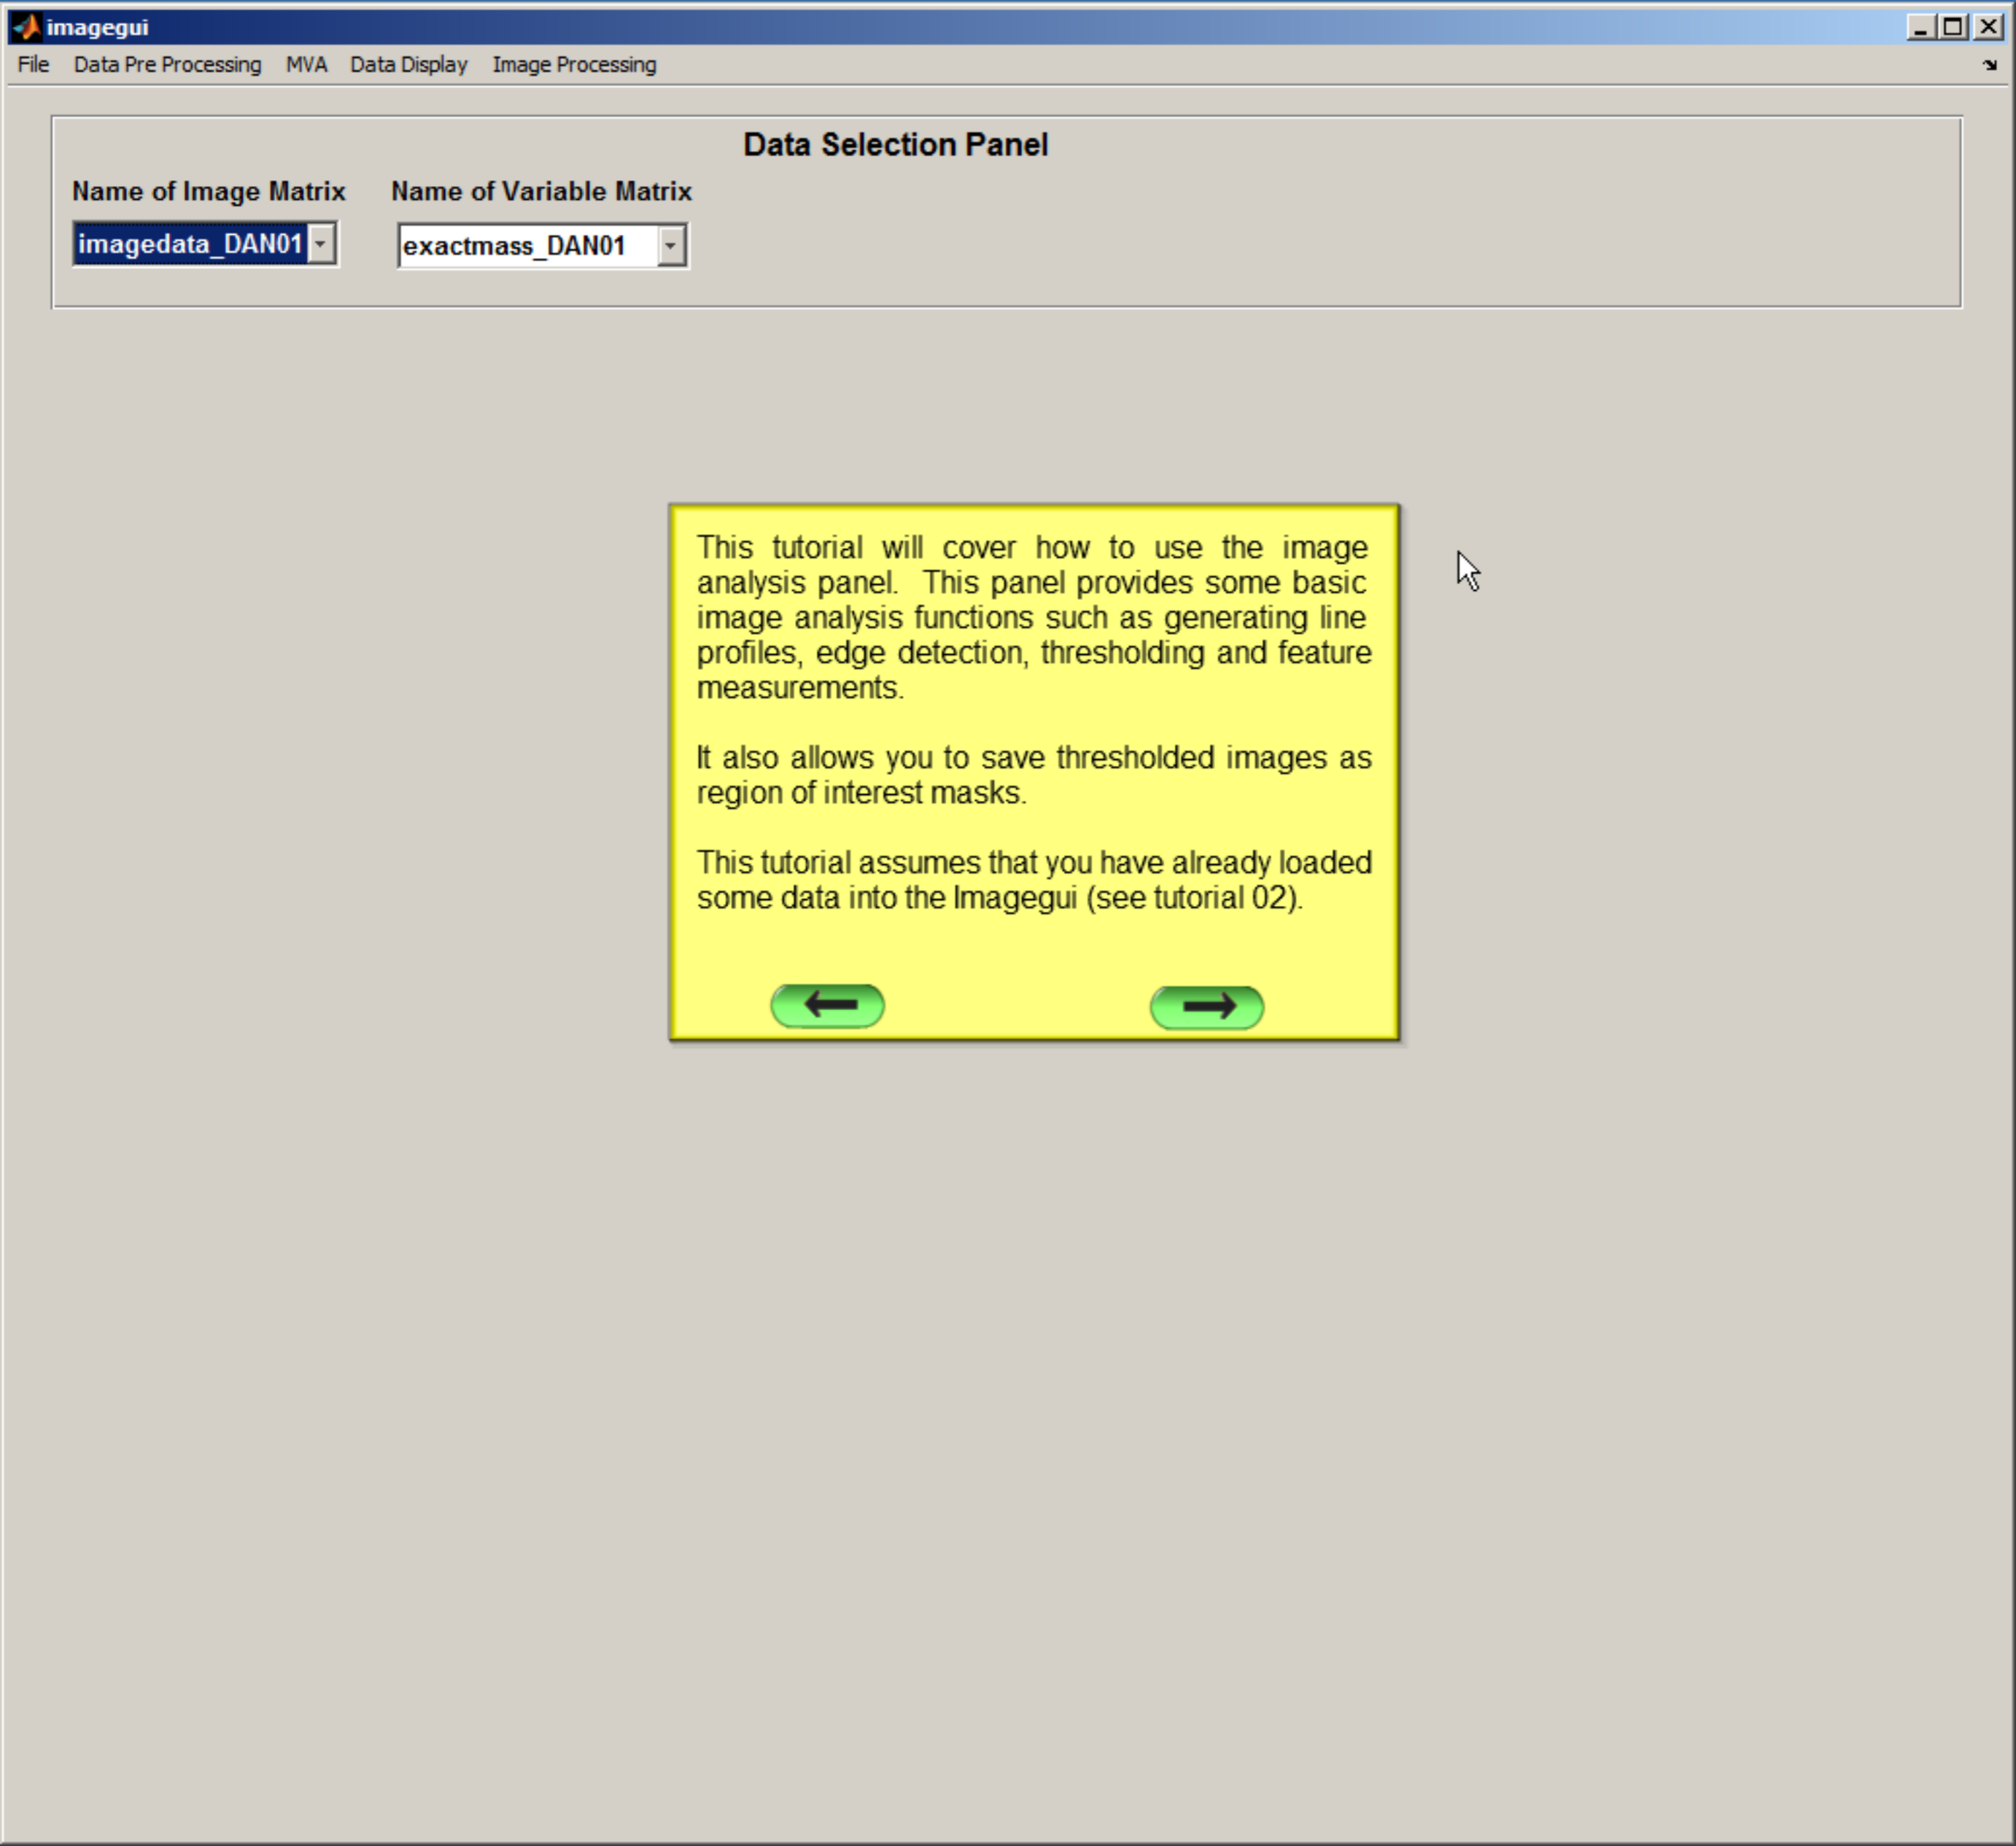 imagegui
File Data Pre Processing MVA Data Display Image Processing
Data Selection Panel
Name of Image Matrix Name of Variable Matrix
imagedata_DAN01 exactmass_DAN01
This tutorial will cover how to use the image
analysis panel. This panel provides some basic
image analysis functions such as generating line
profiles, edge detection, thresholding and feature
measurements.
It also allows you to save thresholded images as
region of interest masks.
This tutorial assumes that you have already loaded
some data into the Imagegui (see tutorial 02).